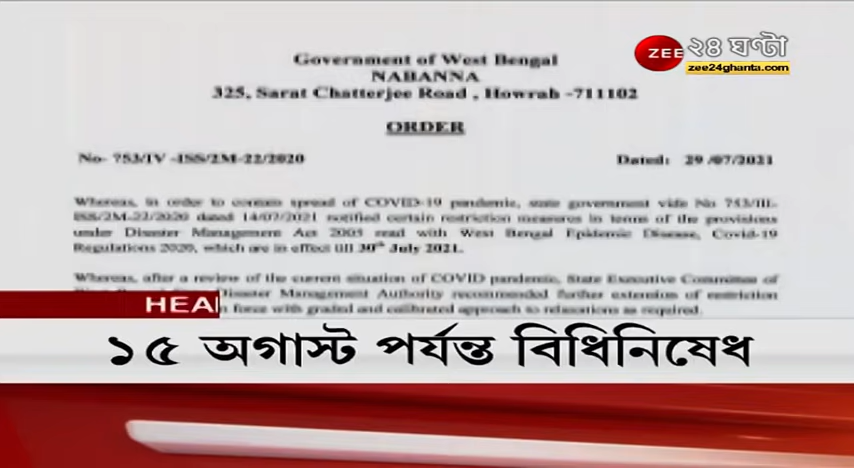 ZEE ২৪ ঘণ্টা
zee24ghanta.com
Government of West Bengal
NABANNA
325, Sarat Chatterjee Road , Howrah -711102
ORDER
No- 753/IV -ISS/2M-22/2020 Dated: 29 /07/2021
Whereas, in order to contain spread of COVID-19 pandemic, state government vide No 753/III-
ISS/2M-22/2020 dated 14/07/2021 notified certain restriction measures in terms of the provisions
under Disaster Management Act 2005 read with West Bengal Epidemic Disease, Covid-19
Regulations 2020, which are in effect till 30th July 2021.
Whereas, after a review of the current situation of COVID pandemic, State Executive Committee of
Disaster Management Authority recommended further extension of restriction
HEA
force with graded and calibrated approach to relaxations as required.
১৫ অগাস্ট পর্যন্ত বিধিনিষেধ